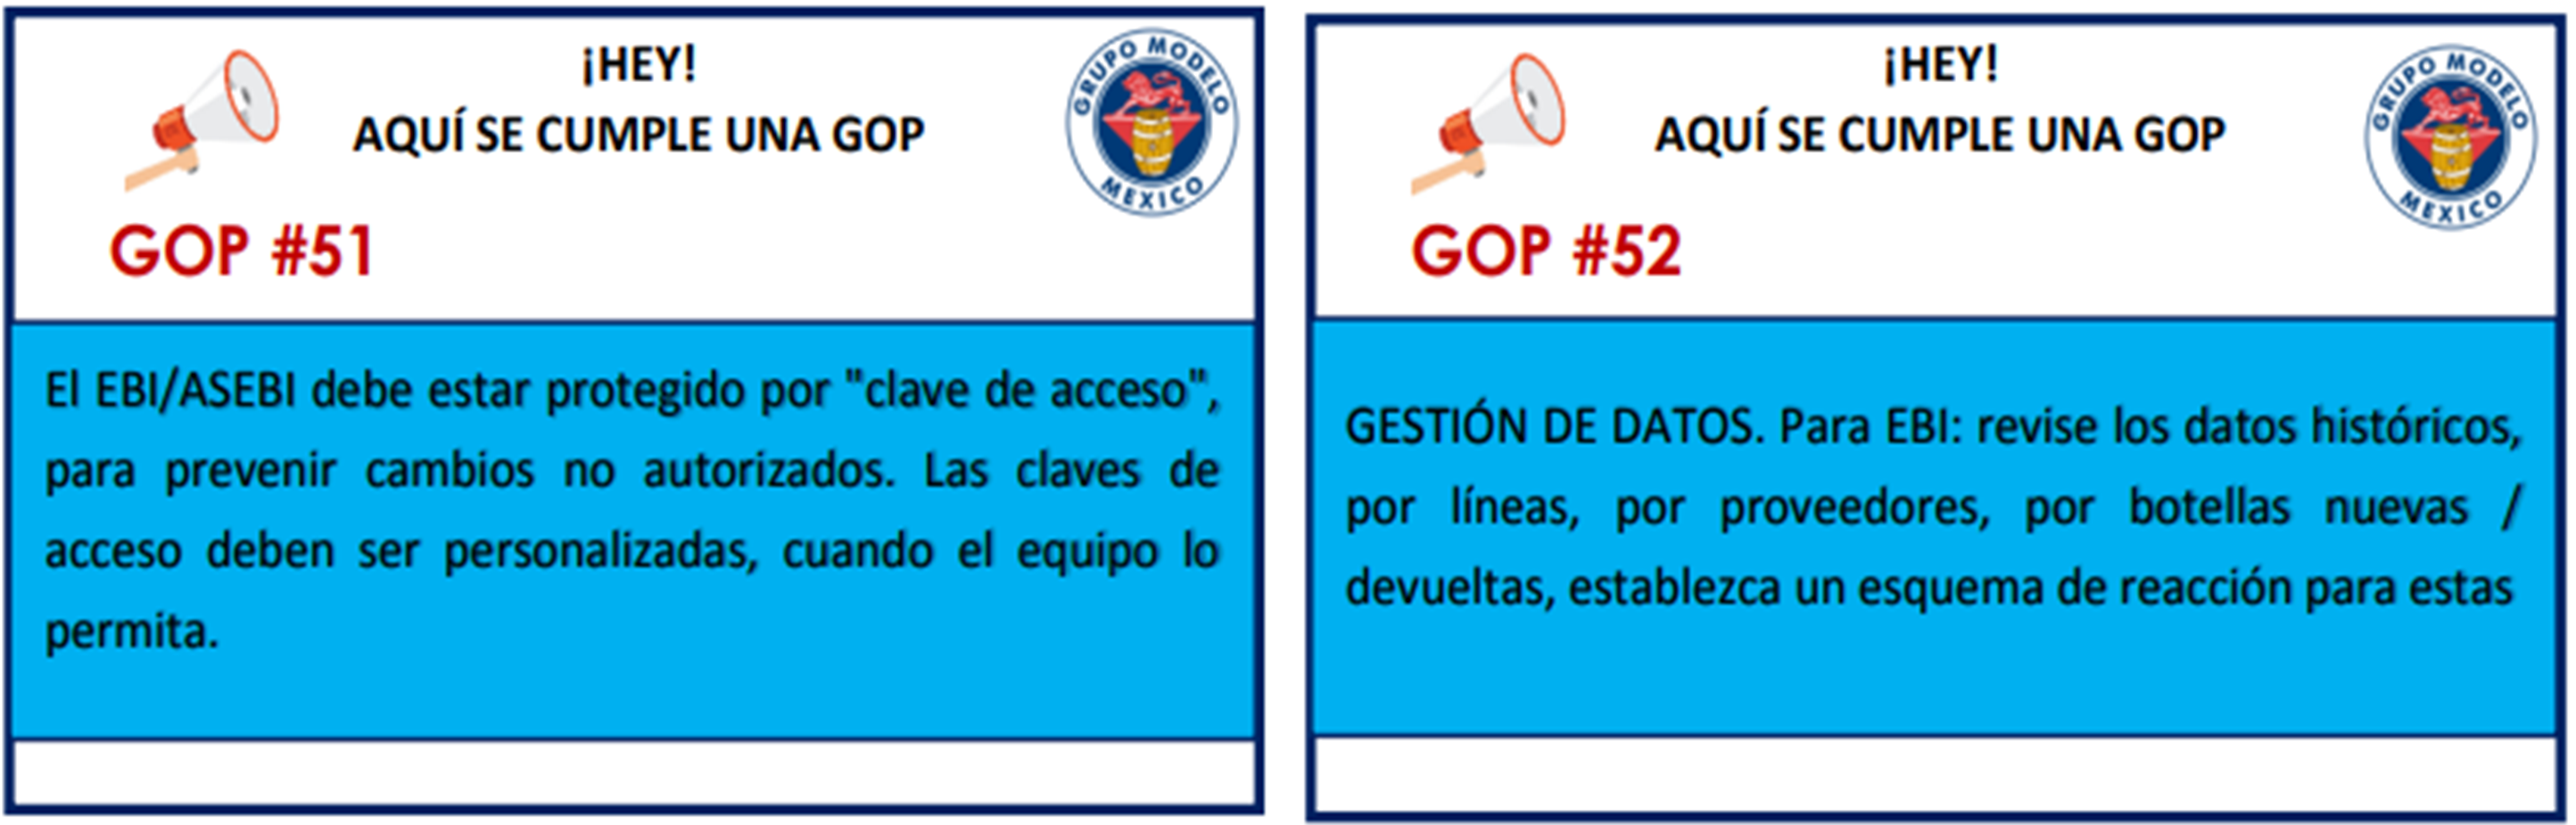 ¡HEY!
AQUÍ SE CUMPLE UNA GOP
GRUPO MODELO
MEXICO
GOP #51
El EBI/ASEBI debe estar protegido por "clave de acceso",
para prevenir cambios no autorizados. Las claves de
acceso deben ser personalizadas, cuando el equipo lo
permita.
¡HEY!
AQUÍ SE CUMPLE UNA GOP
GRUPO MODELO
MEXICO
GOP #52
GESTIÓN DE DATOS. Para EBI: revise los datos históricos,
por líneas, por proveedores, por botellas nuevas /
devueltas, establezca un esquema de reacción para estas